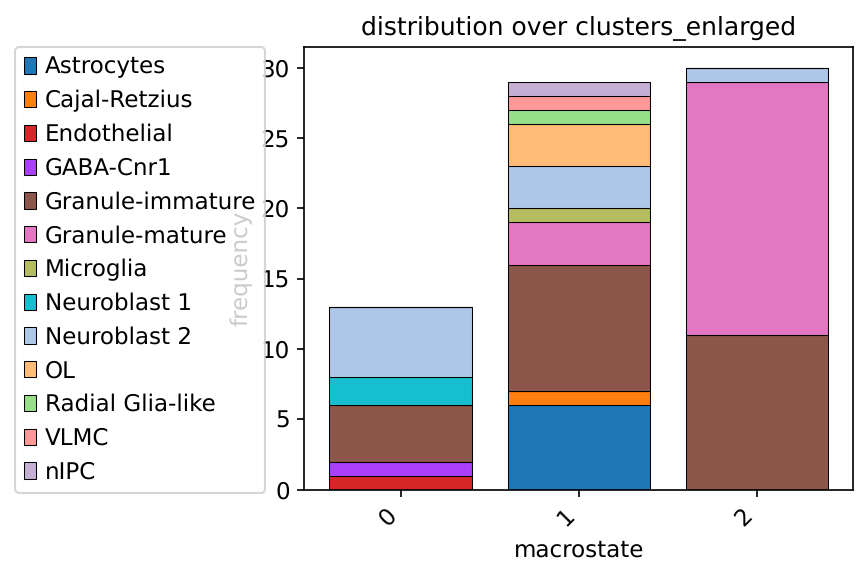 distribution over clusters_enlarged
Astrocytes
Cajal-Retzius
Endothelial
GABA-Cnr1
Granule-immature
Granule-mature
Microglia
Neuroblast 1
Neuroblast 2
OL
Radial Glia-like
VLMC
nIPC
frequency
30
25
20
15
10
5
0
0
1
2
macrostate